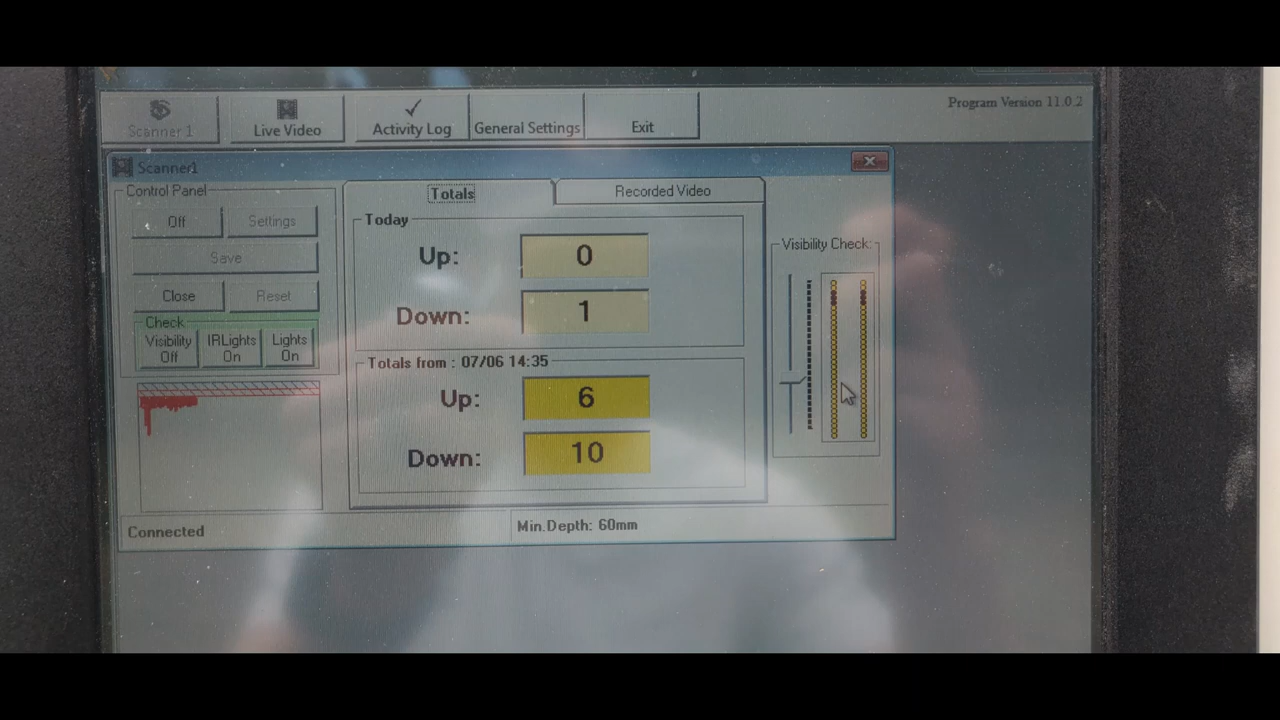 Scanner 1
Live Video
Activity Log
General Settings
Exit
Program Version 11.0.2
Scanner1
Control Panel
Off
Settings
Save
Close
Reset
Check
Visibility
Off
IRLights
On
Lights
On
Totals
Recorded Video
Today
Up: 0
Down: 1
Totals from : 07/06 14:35
Up: 6
Down: 10
Visibility Check:
Connected
Min.Depth: 60mm